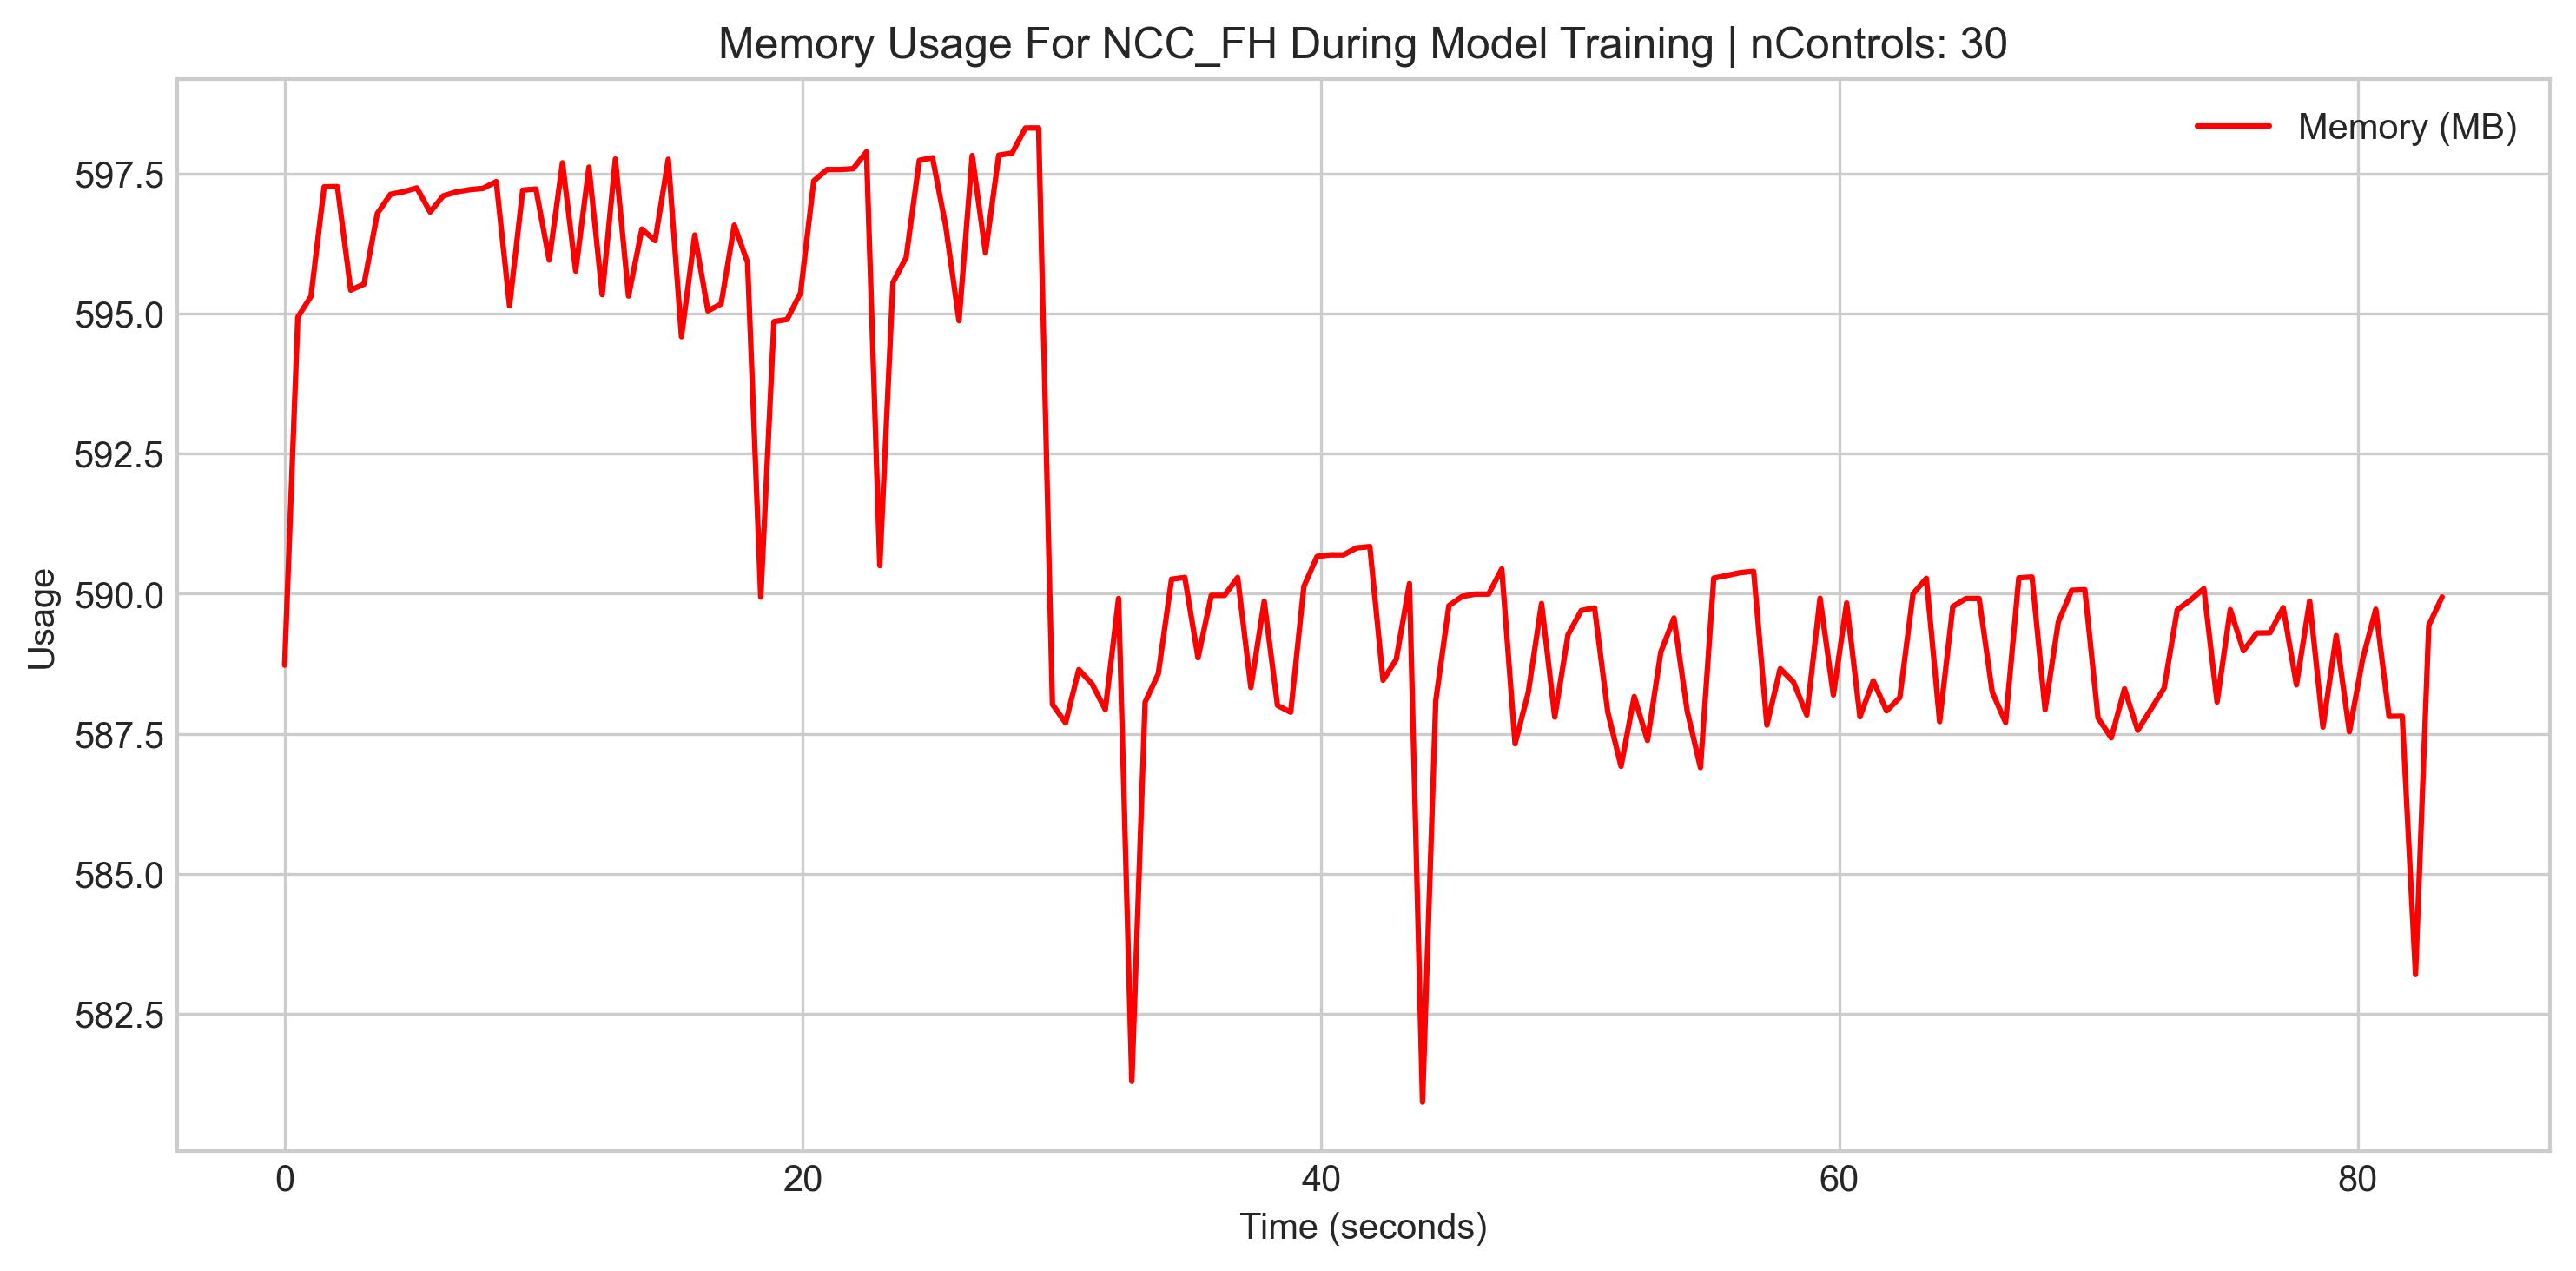 Memory Usage For NCC_FH During Model Training | nControls: 30
Memory (MB)
Usage
597.5
595.0
592.5
590.0
587.5
585.0
582.5
0 20 40 60 80
Time (seconds)